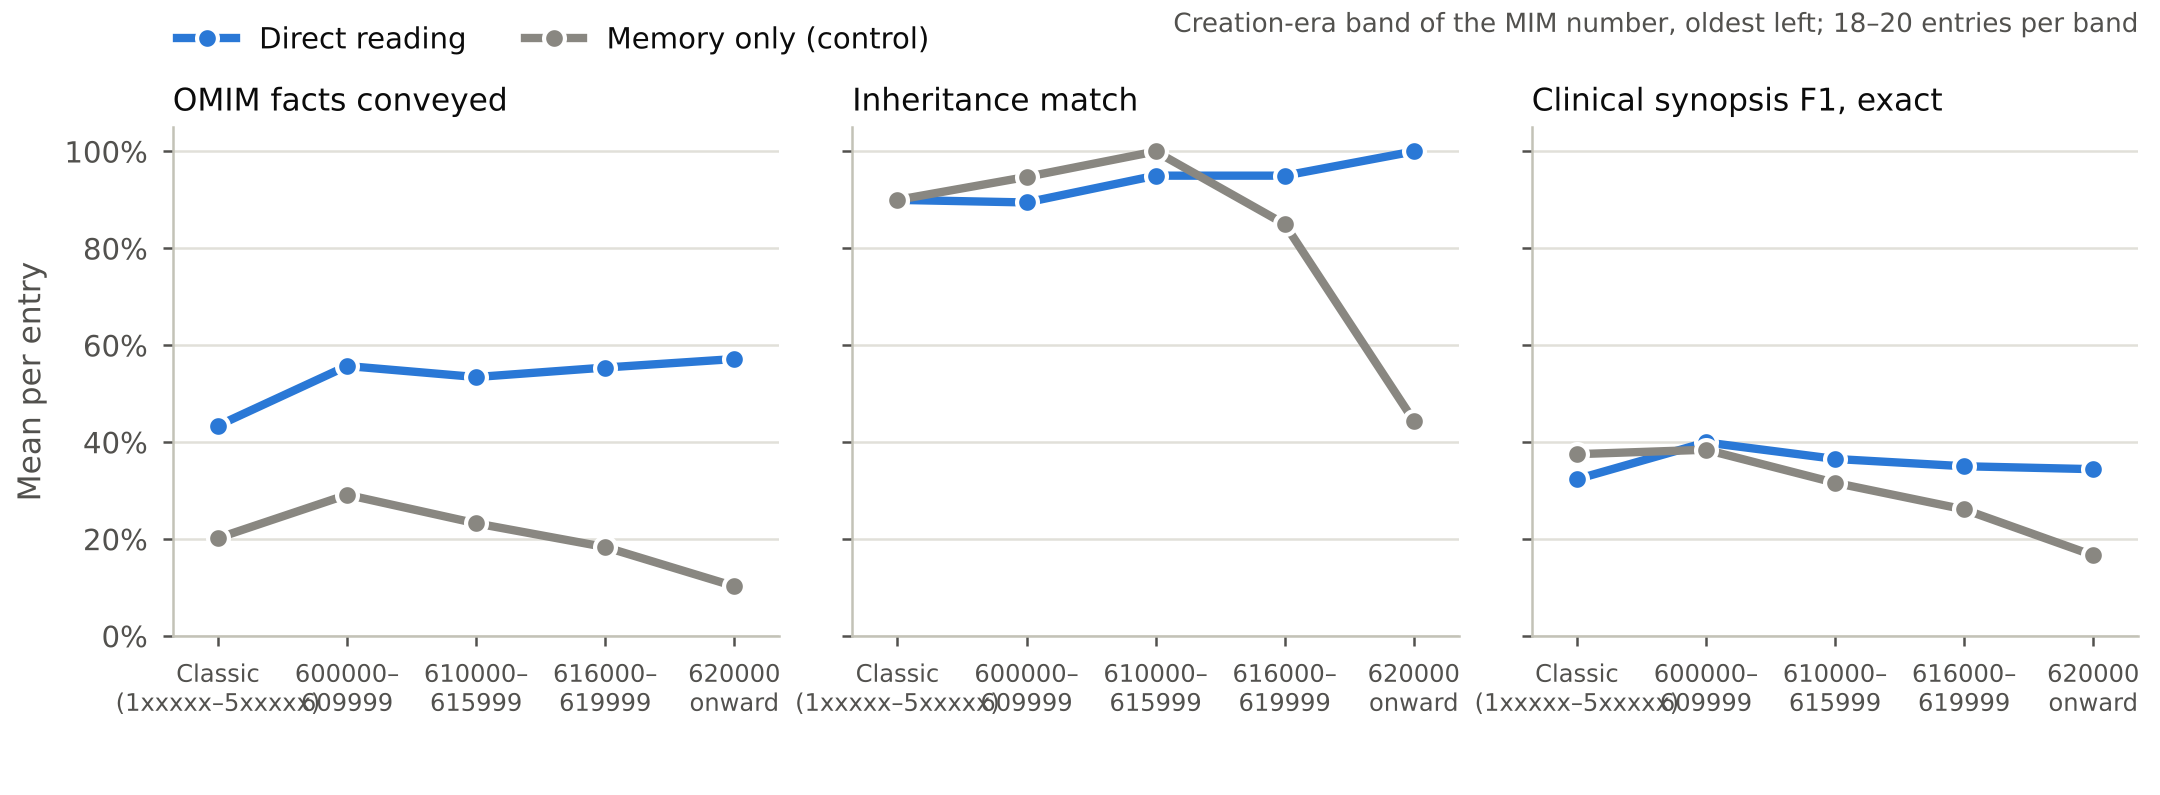 Direct reading
Memory only (control)
Creation-era band of the MIM number, oldest left; 18–20 entries per band
OMIM facts conveyed
Inheritance match
Clinical synopsis F1, exact
Mean per entry
100%
80%
60%
40%
20%
0%
Classic
(1xxxxx–5xxxxx)
600000–
609999
610000–
615999
616000–
619999
620000
onward
Classic
(1xxxxx–5xxxxx)
600000–
609999
610000–
615999
616000–
619999
620000
onward
Classic
(1xxxxx–5xxxxx)
600000–
609999
610000–
615999
616000–
619999
620000
onward